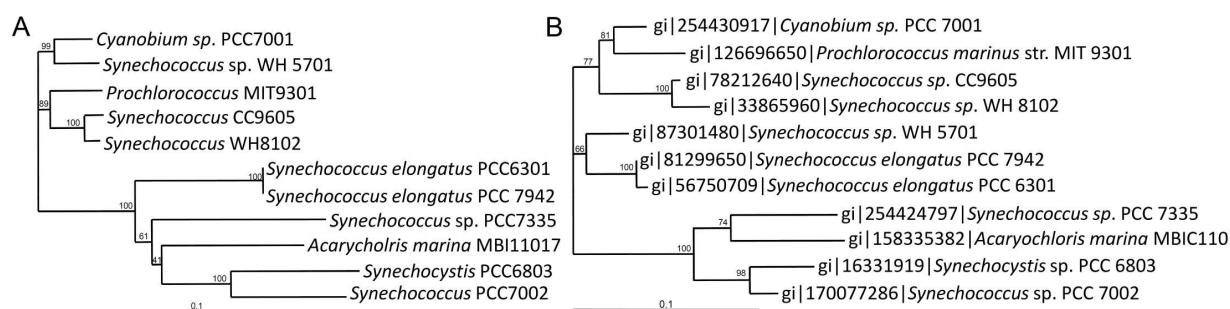 A
99
Cyanobium sp. PCC7001
Synechococcus sp. WH 5701
89
Prochlorococcus MIT9301
100
Synechococcus CC9605
Synechococcus WH8102
100
100
Synechococcus elongatus PCC6301
Synechococcus elongatus PCC 7942
61
Synechococcus sp. PCC7335
41
Acarycholris marina MBI11017
100
Synechocystis PCC6803
Synechococcus PCC7002
0.1
B
77
81
gi|254430917|Cyanobium sp. PCC 7001
gi|126696650|Prochlorococcus marinus str. MIT 9301
100
gi|78212640|Synechococcus sp. CC9605
gi|33865960|Synechococcus sp. WH 8102
66
gi|87301480|Synechococcus sp. WH 5701
100
gi|81299650|Synechococcus elongatus PCC 7942
gi|56750709|Synechococcus elongatus PCC 6301
100
74
gi|254424797|Synechococcus sp. PCC 7335
gi|158335382|Acaryochloris marina MBIC110
98
gi|16331919|Synechocystis sp. PCC 6803
gi|170077286|Synechococcus sp. PCC 7002
0.1